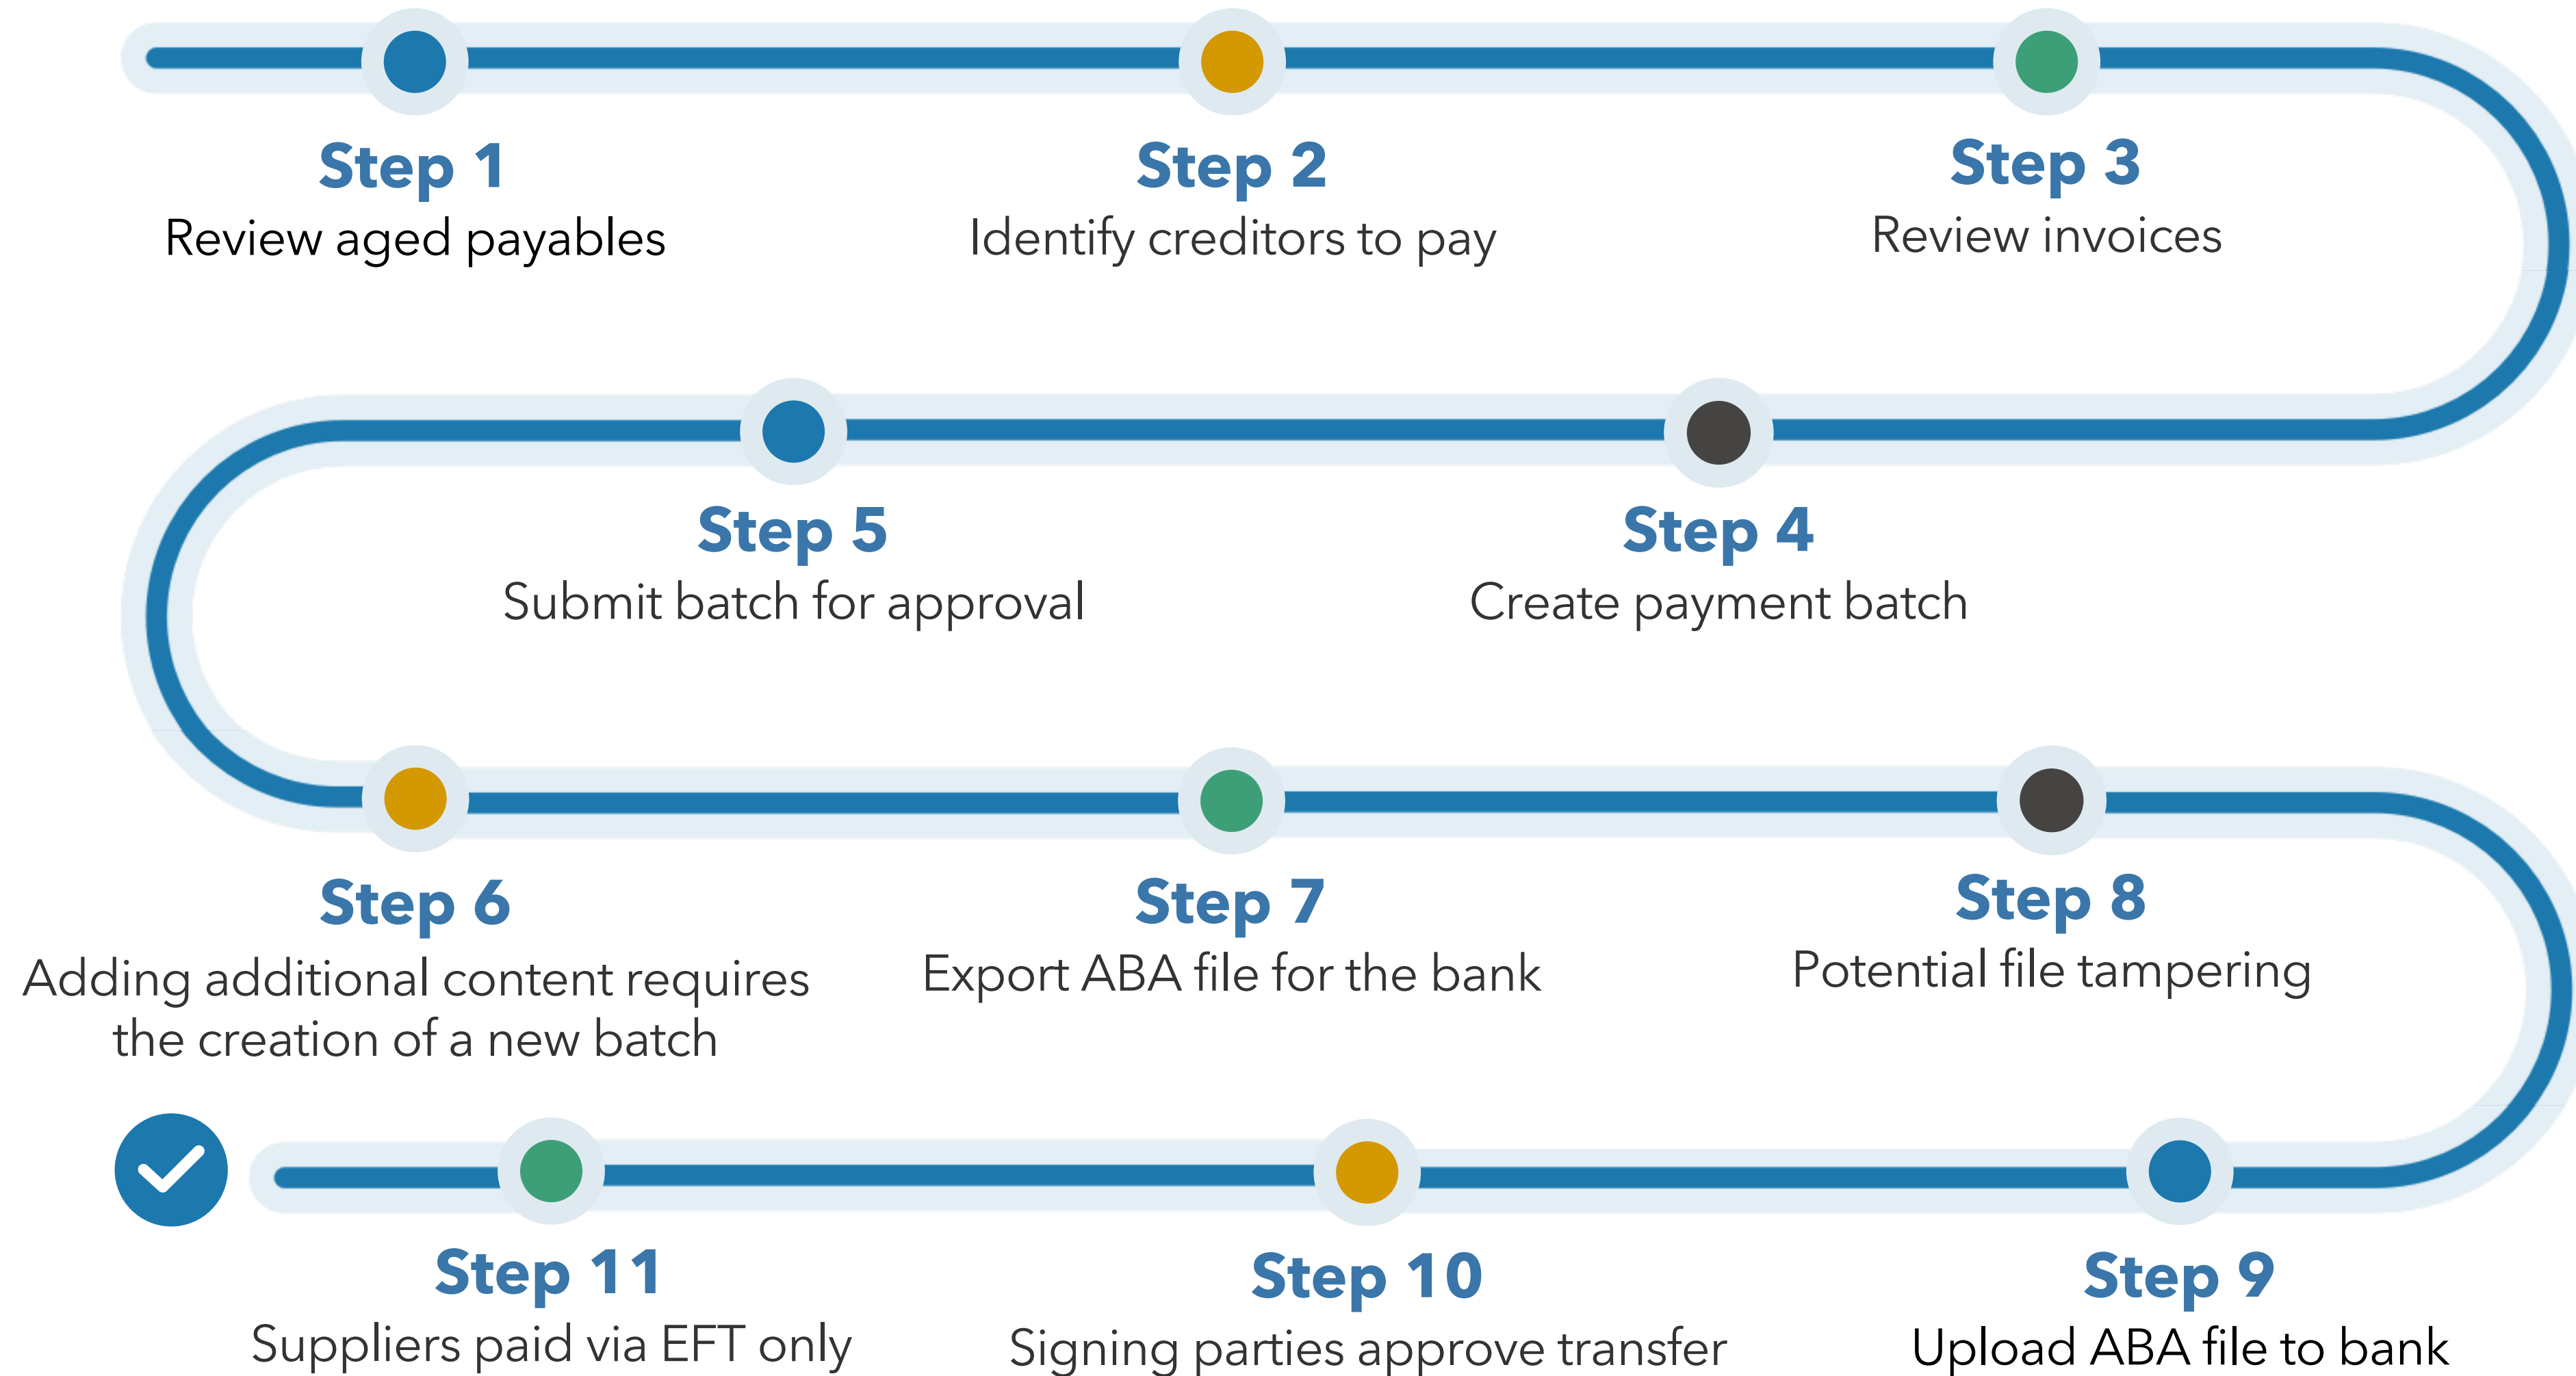 Step 1
Review aged payables
Step 2
Identify creditors to pay
Step 3
Review invoices
Step 4
Create payment batch
Step 5
Submit batch for approval
Step 6
Adding additional content requires
the creation of a new batch
Step 7
Export ABA file for the bank
Step 8
Potential file tampering
Step 9
Upload ABA file to bank
Step 10
Signing parties approve transfer
Step 11
Suppliers paid via EFT only